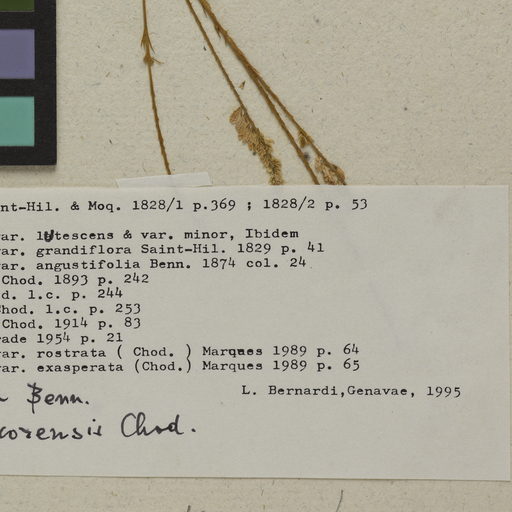 nt-Hil. & Moq. 1828/1 p.369 ; 1828/2 p. 53
ar. lutescens & var. minor, Ibidem
ar. grandiflora Saint-Hil. 1829 p. 41
ar. angustifolia Benn. 1874 col. 24
Chod. 1893 p. 242
d. l.c. p. 244
hod. l.c. p. 253
Chod. 1914 p. 83
ade 1954 p. 21
ar. rostrata ( Chod. ) Marques 1989 p. 64
ar. exasperata (Chod.) Marques 1989 p. 65
L. Bernardi,Genavae, 1995
Benn.
corensis Chod.